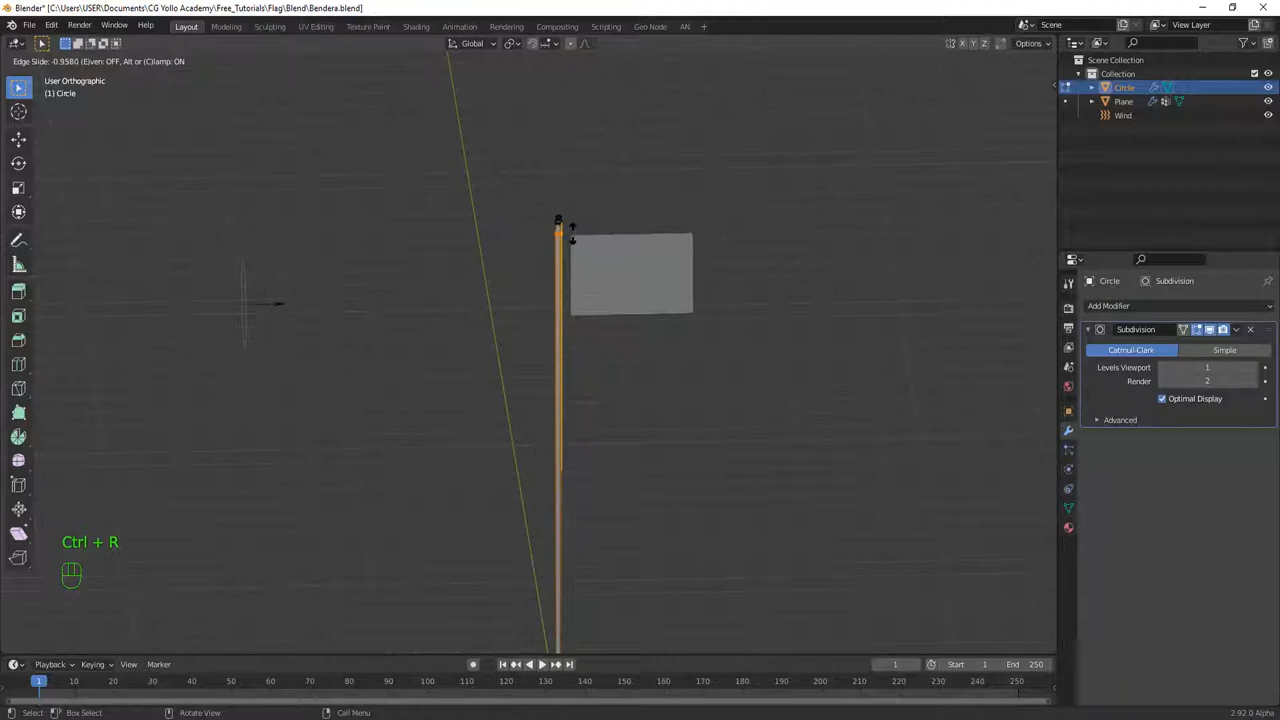 Blender* [C:\Users\USER\Documents\CG Yollo Academy\Free_Tutorials\Flag\Blend\Bendera.blend]
File Edit Render Window Help Layout Modeling Sculpting UV Editing Texture Paint Shading Animation Rendering Compositing Scripting Geo Node AN + Scene View Layer
Global X Y Z Options
Edge Slide: -0.9580 (Even: OFF, Alt or (C)lamp: ON
User Orthographic
(1) Circle
Scene Collection
Collection
Circle
Plane
Wind
Circle Subdivision
Add Modifier
Subdivision
Catmull-Clark Simple
Levels Viewport 1
Render 2
Optimal Display
Advanced
Ctrl + R
Playback Keying View Marker 1 Start 1 End 250
1 10 20 30 40 50 60 70 80 90 100 110 120 130 140 150 160 170 180 190 200 210 220 230 240 250
Select Box Select Rotate View Call Menu 2.92.0 Alpha